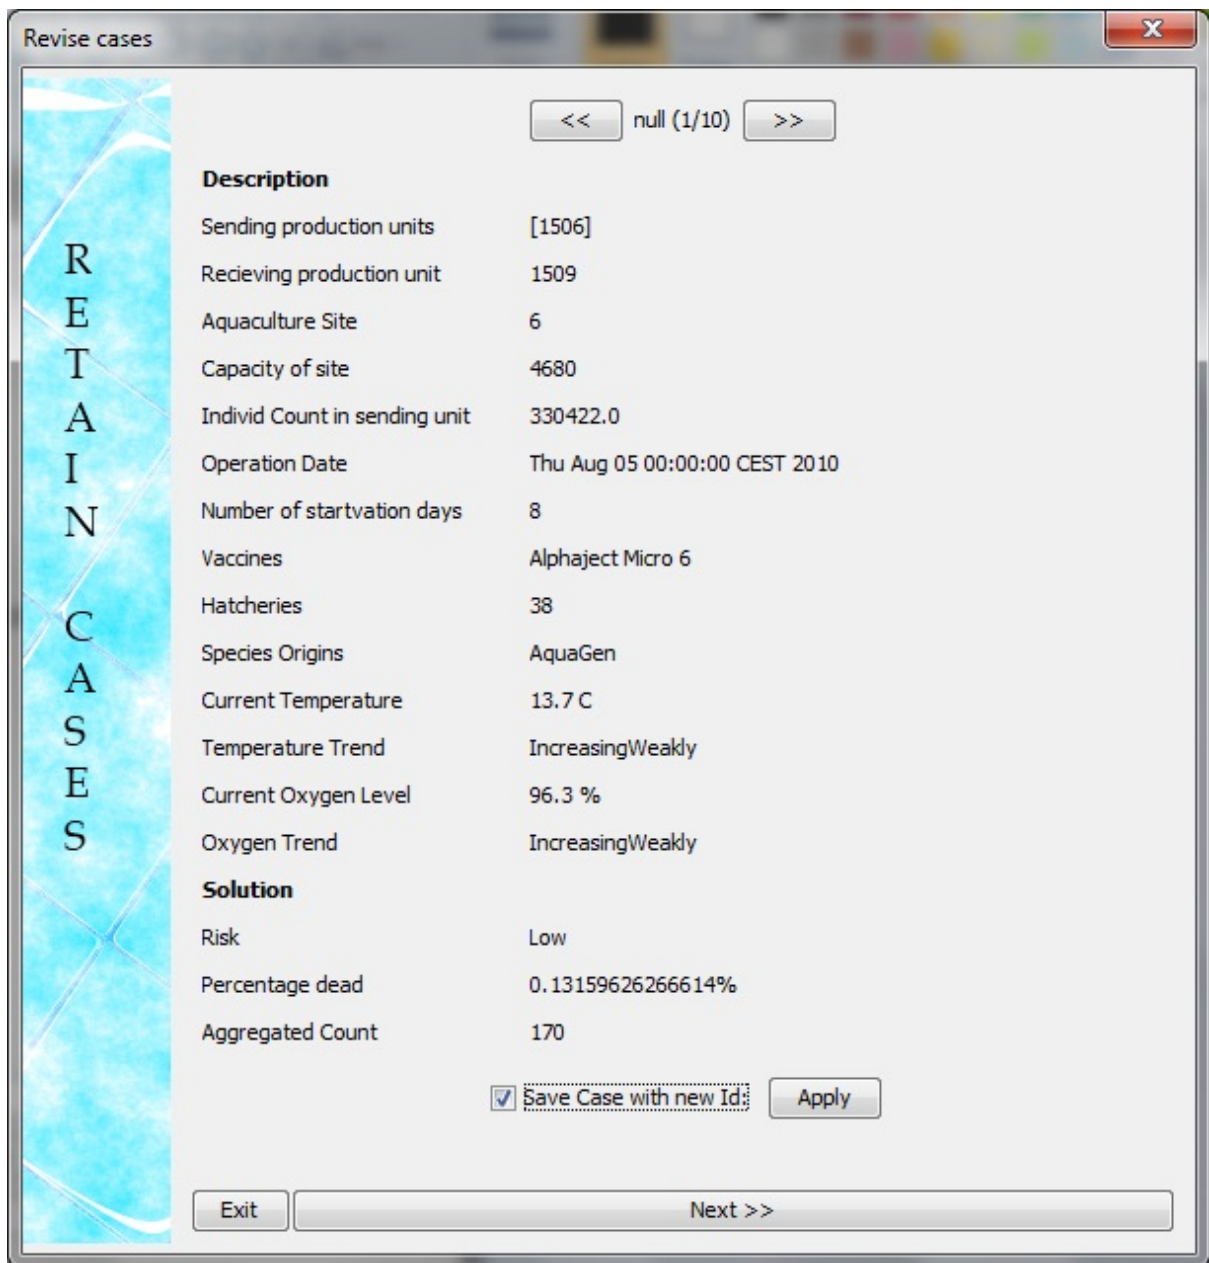 Revise cases
x
RETAIN CASES
<< null (1/10) >>
Description
Sending production units [1506]
Recieving production unit 1509
Aquaculture Site 6
Capacity of site 4680
Individ Count in sending unit 330422.0
Operation Date Thu Aug 05 00:00:00 CEST 2010
Number of startvation days 8
Vaccines Alphaject Micro 6
Hatcheries 38
Species Origins AquaGen
Current Temperature 13.7 C
Temperature Trend IncreasingWeakly
Current Oxygen Level 96.3 %
Oxygen Trend IncreasingWeakly
Solution
Risk Low
Percentage dead 0.13159626266614%
Aggregated Count 170
Save Case with new Id: Apply
Exit Next >>